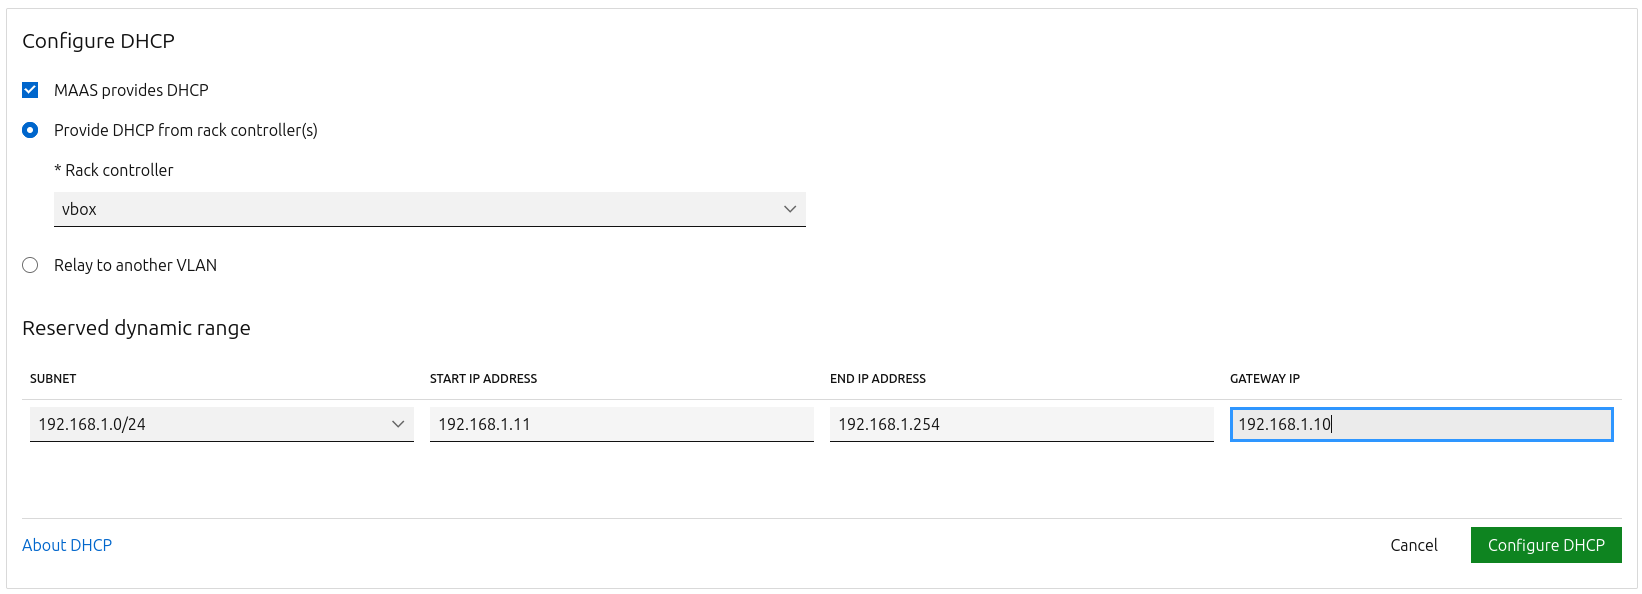 Configure DHCP
MAAS provides DHCP
Provide DHCP from rack controller(s)
* Rack controller
vbox
Relay to another VLAN
Reserved dynamic range
SUBNET START IP ADDRESS END IP ADDRESS GATEWAY IP
192.168.1.0/24 192.168.1.11 192.168.1.254 192.168.1.10
About DHCP Cancel Configure DHCP